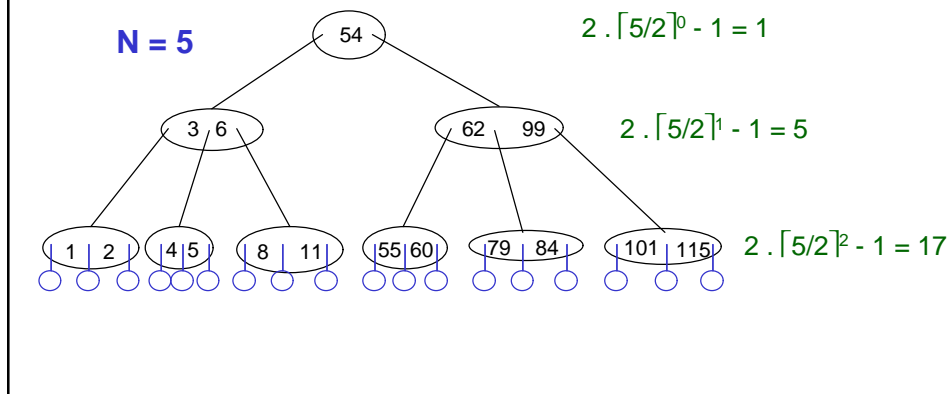 N = 5
54
2 . ⌈5/2⌉⁰ - 1 = 1
3 6
62 99
2 . ⌈5/2⌉¹ - 1 = 5
1 2
4 5
8 11
55 60
79 84
101 115
2 . ⌈5/2⌉² - 1 = 17